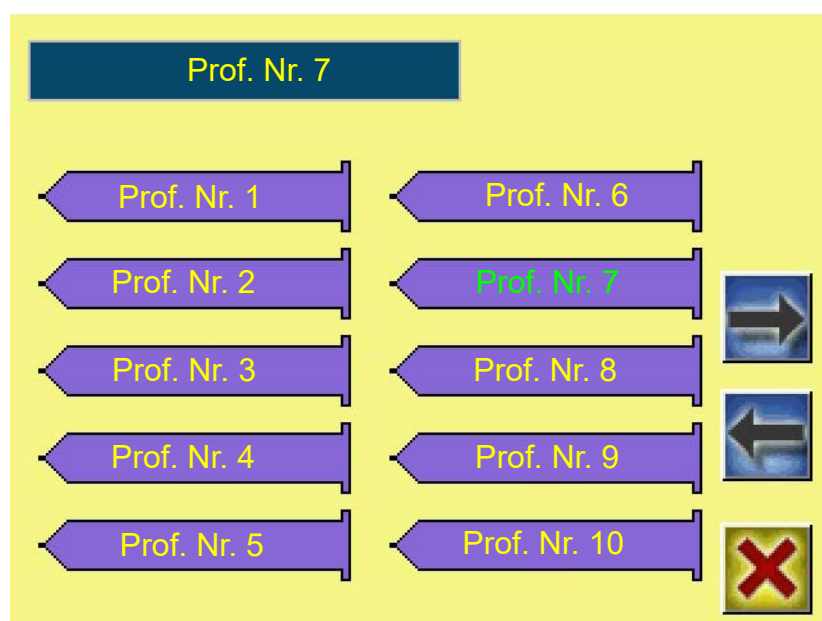 Prof. Nr. 7
Prof. Nr. 1
Prof. Nr. 2
Prof. Nr. 3
Prof. Nr. 4
Prof. Nr. 5
Prof. Nr. 6
Prof. Nr. 7
Prof. Nr. 8
Prof. Nr. 9
Prof. Nr. 10